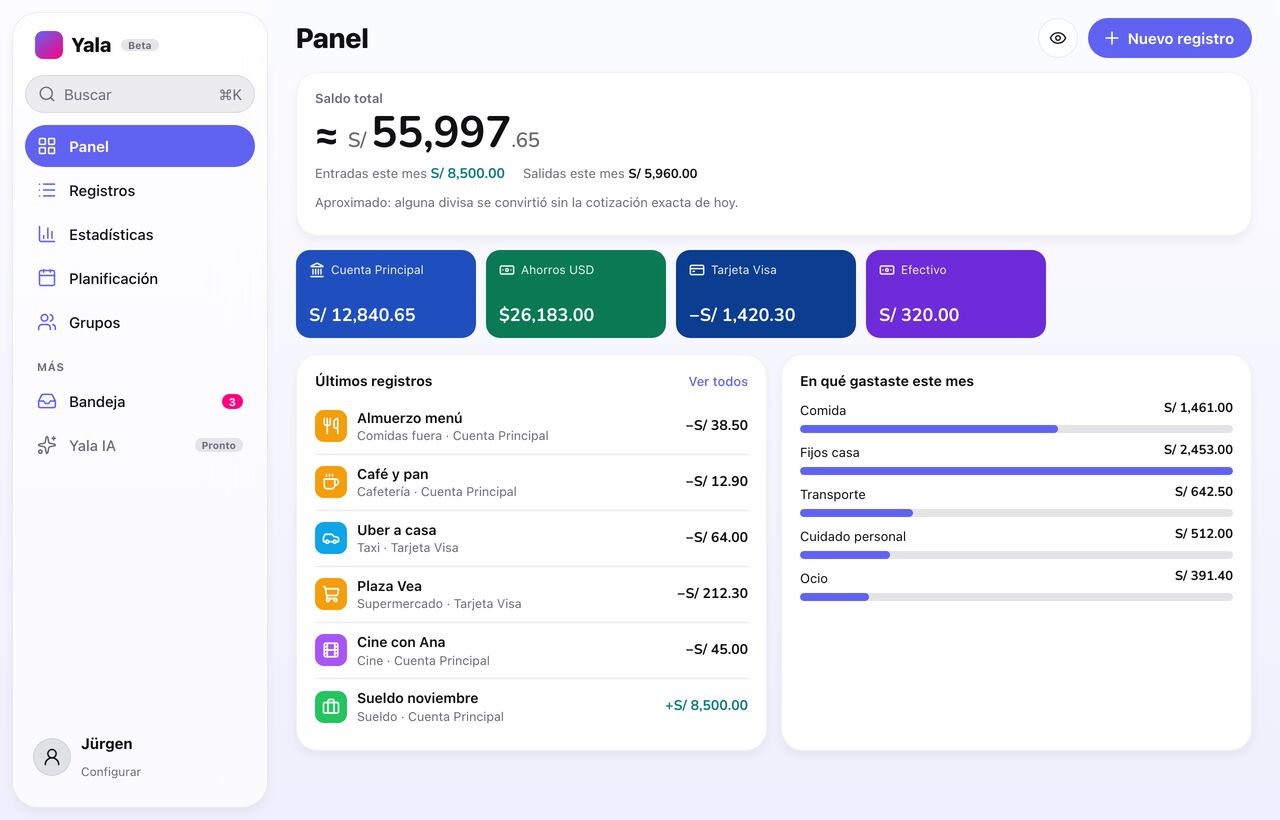 Yala Beta
Buscar ⌘K
Panel
Registros
Estadísticas
Planificación
Grupos
MÁS
Bandeja 3
Yala IA Pronto
Jürgen
Configurar
Panel
Nuevo registro
Saldo total
≈ S/ 55,997.65
Entradas este mes S/ 8,500.00 Salidas este mes S/ 5,960.00
Aproximado: alguna divisa se convirtió sin la cotización exacta de hoy.
Cuenta Principal
S/ 12,840.65
Ahorros USD
$26,183.00
Tarjeta Visa
−S/ 1,420.30
Efectivo
S/ 320.00
Últimos registros Ver todos
Almuerzo menú
Comidas fuera · Cuenta Principal
−S/ 38.50
Café y pan
Cafetería · Cuenta Principal
−S/ 12.90
Uber a casa
Taxi · Tarjeta Visa
−S/ 64.00
Plaza Vea
Supermercado · Tarjeta Visa
−S/ 212.30
Cine con Ana
Cine · Cuenta Principal
−S/ 45.00
Sueldo noviembre
Sueldo · Cuenta Principal
+S/ 8,500.00
En qué gastaste este mes
Comida S/ 1,461.00
Fijos casa S/ 2,453.00
Transporte S/ 642.50
Cuidado personal S/ 512.00
Ocio S/ 391.40